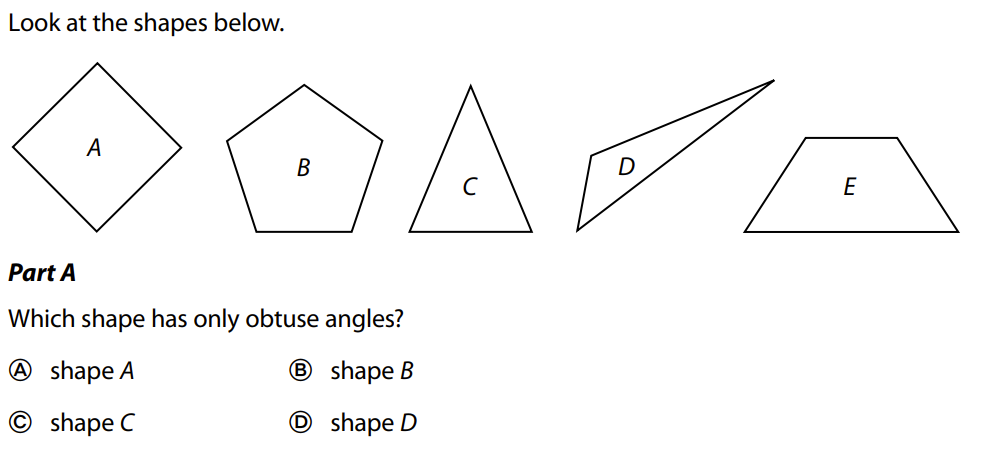 Look at the shapes below.
A
B
C
D
E
Part A
Which shape has only obtuse angles?
Ⓐ shape A
Ⓑ shape B
Ⓒ shape C
Ⓓ shape D